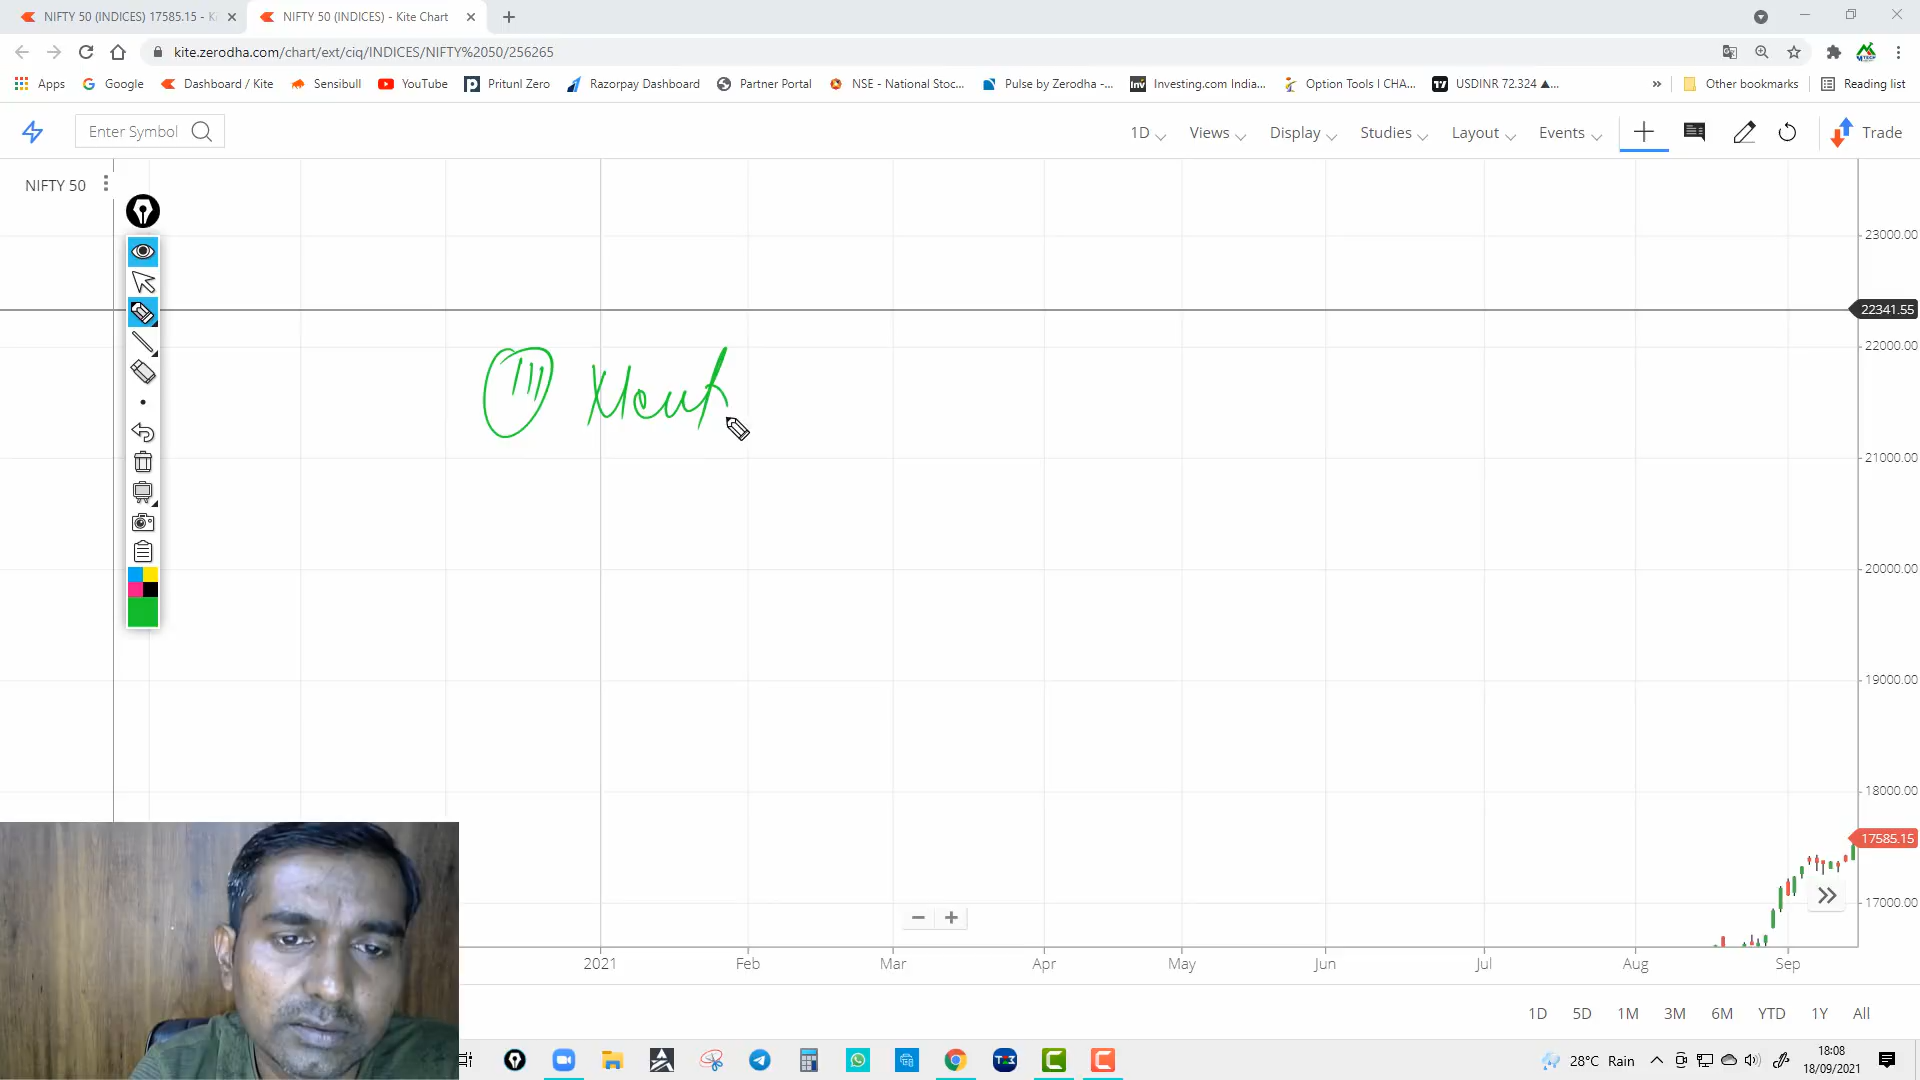 NIFTY 50 (INDICES) 17585.15 - Ki
NIFTY 50 (INDICES) - Kite Chart
kite.zerodha.com/chart/ext/ciq/INDICES/NIFTY%2050/256265
Apps Google Dashboard / Kite Sensibull YouTube Pritunl Zero Razorpay Dashboard Partner Portal NSE - National Stoc... Pulse by Zerodha -... Inv Investing.com India... Option Tools I CHA... USDINR 72.324 ▲... » Other bookmarks Reading list
Enter Symbol 1D Views Display Studies Layout Events Trade
NIFTY 50
23000.00
22341.55
22000.00
21000.00
20000.00
19000.00
18000.00
17585.15
17000.00
2021 Feb Mar Apr May Jun Jul Aug Sep
1D 5D 1M 3M 6M YTD 1Y All
28°C Rain 18:08
18/09/2021